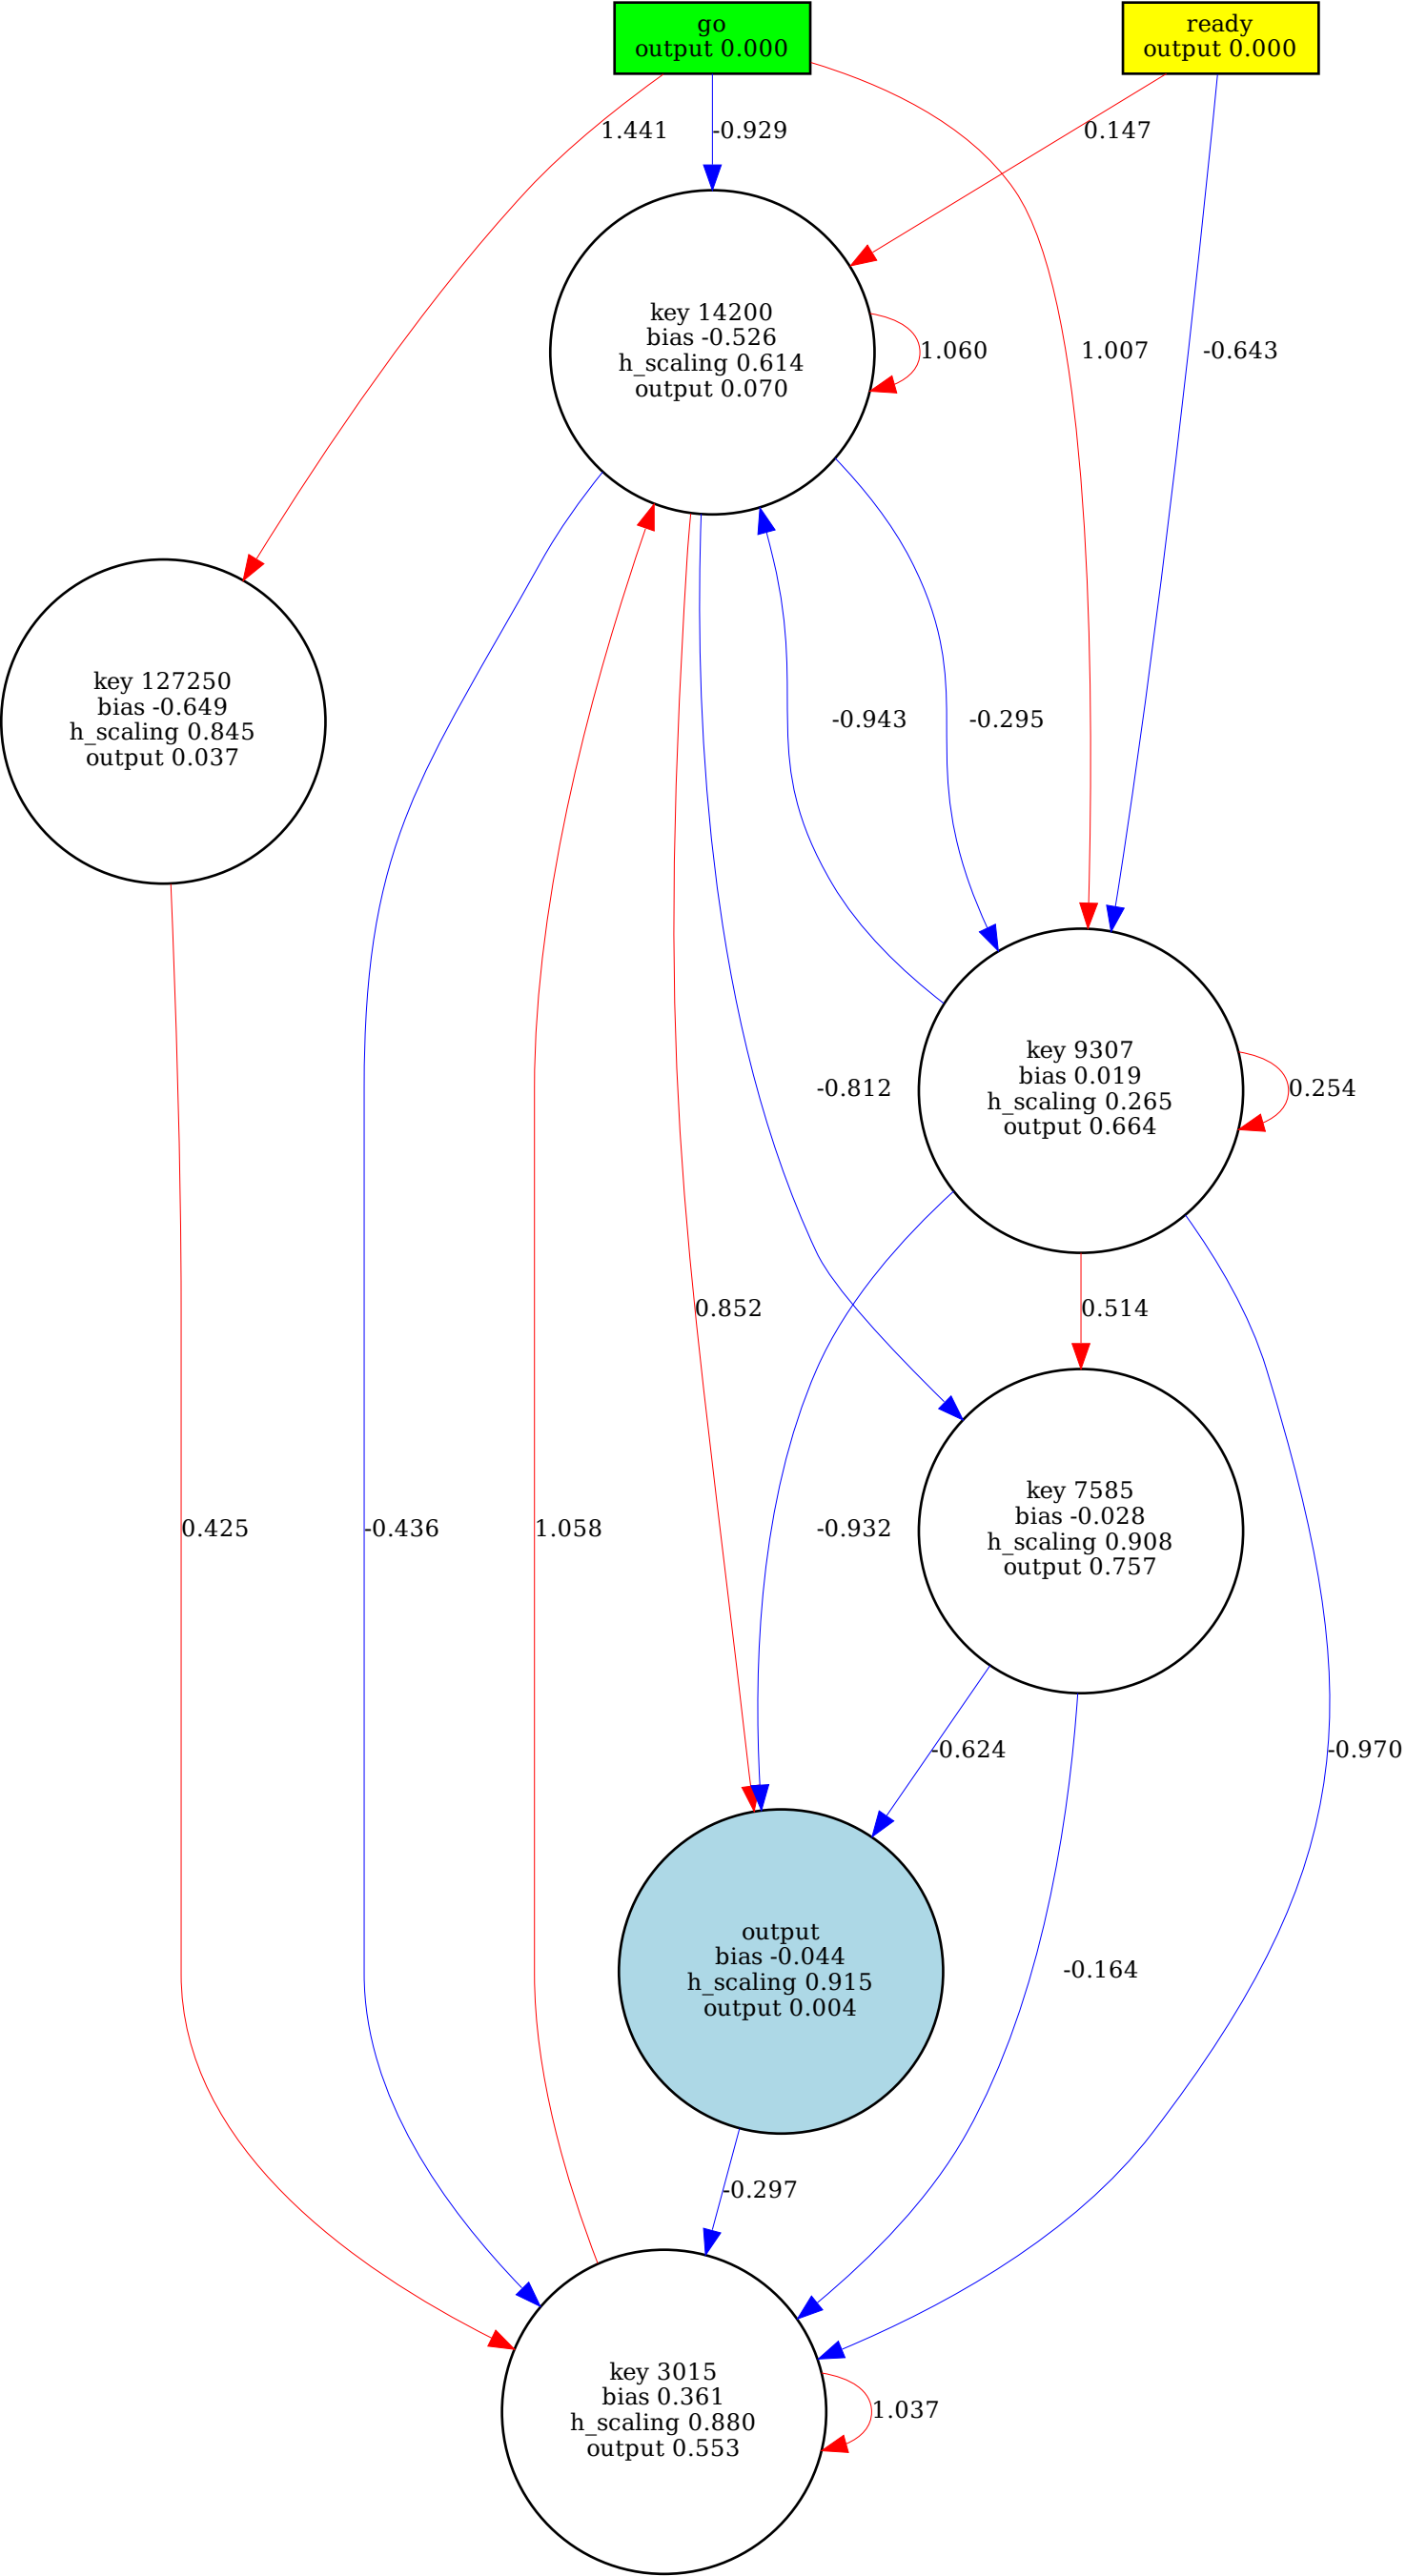 go
output 0.000
ready
output 0.000
1.441
-0.929
0.147
key 14200
bias -0.526
h_scaling 0.614
output 0.070
1.060
1.007
-0.643
key 127250
bias -0.649
h_scaling 0.845
output 0.037
-0.943
-0.295
key 9307
bias 0.019
h_scaling 0.265
output 0.664
-0.812
0.254
0.852
0.514
key 7585
bias -0.028
h_scaling 0.908
output 0.757
0.425
-0.436
1.058
-0.932
-0.624
-0.970
output
bias -0.044
h_scaling 0.915
output 0.004
-0.164
-0.297
key 3015
bias 0.361
h_scaling 0.880
output 0.553
1.037